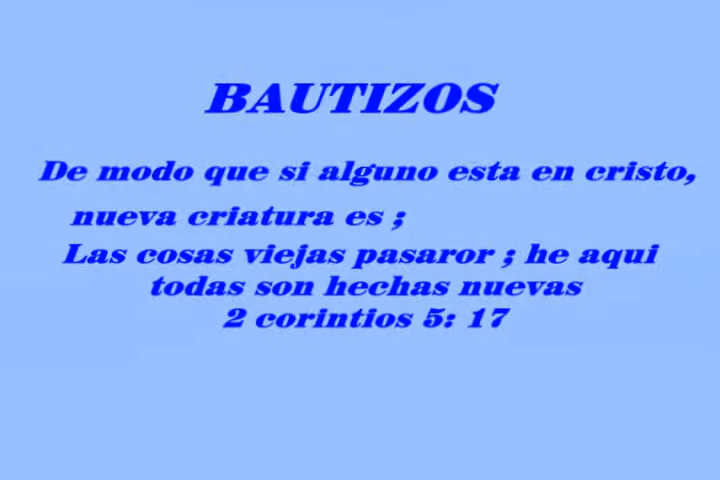 BAUTIZOS
De modo que si alguno esta en cristo,
nueva criatura es ;
Las cosas viejas pasaror ; he aqui
todas son hechas nuevas
2 corintios 5: 17